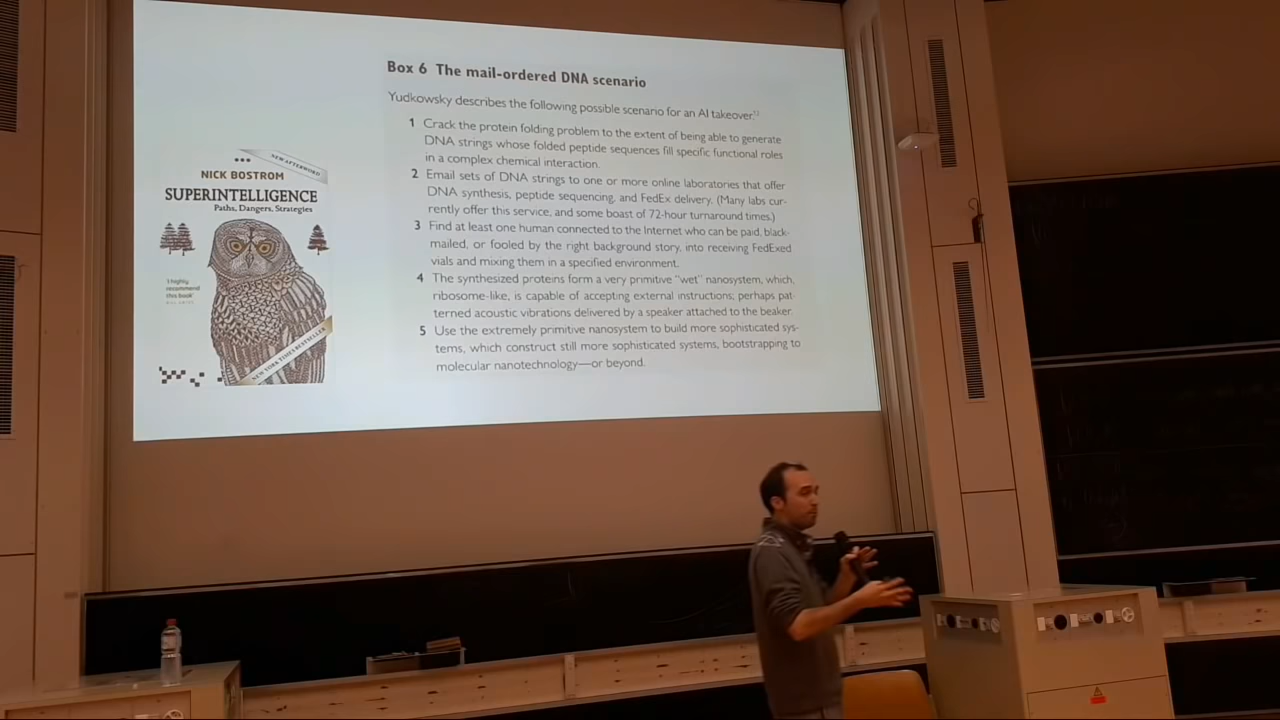 Box 6 The mail-ordered DNA scenario
Yudkowsky describes the following possible scenario for an AI takeover.
1 Crack the protein folding problem to the extent of being able to generate
DNA strings whose folded peptide sequences fill specific functional roles
in a complex chemical interaction.
2 Email sets of DNA strings to one or more online laboratories that offer
DNA synthesis, peptide sequencing, and FedEx delivery. (Many labs cur-
rently offer this service, and some boast of 72-hour turnaround times.)
3 Find at least one human connected to the Internet who can be paid, black-
mailed, or fooled by the right background story, into receiving FedExed
vials and mixing them in a specified environment.
4 The synthesized proteins form a very primitive “wet” nanosystem, which,
ribosome-like, is capable of accepting external instructions; perhaps pat-
terned acoustic vibrations delivered by a speaker attached to the beaker.
5 Use the extremely primitive nanosystem to build more sophisticated sys-
tems, which construct still more sophisticated systems, bootstrapping to
molecular nanotechnology—or beyond.
NEW AFTERWORD
NICK BOSTROM
SUPERINTELLIGENCE
Paths, Dangers, Strategies
'I highly
recommend
this book'
NEW YORK TIMES BESTSELLER